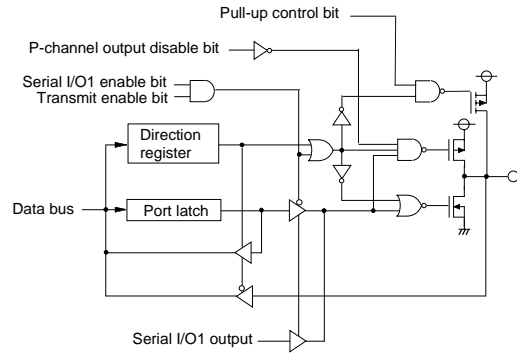 Pull-up control bit
P-channel output disable bit
Serial I/O1 enable bit
Transmit enable bit
Direction
register
Data bus
Port latch
Serial I/O1 output